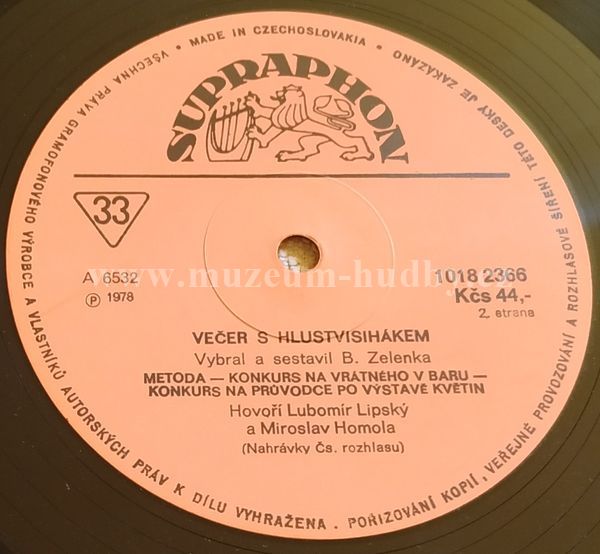 VŠECHNA PRÁVA GRAMOFONOVÉHO VÝROBCE A VLASTNÍKŮ AUTORSKÝCH PRÁV K DÍLU VYHRAŽENA. POŘIZOVÁNÍ KOPIÍ, VEŘEJNÉ PROVOZOVÁNÍ A ROZHLASOVÉ ŠÍŘENÍ TÉTO DESKY JE ZAKÁZÁNO
• MADE IN CZECHOSLOVAKIA •
SUPRAPHON
33
A 6532
℗ 1978
www.muzeum-hudby.cz
1018 2366
Kčs 44,-
2. strana
VEČER S HLUSTVISIHÁKEM
Vybral a sestavil B. Zelenka
METODA — KONKURS NA VRÁTNÉHO V BARU —
KONKURS NA PRŮVODCE PO VÝSTAVĚ KVĚTIN
Hovoří Lubomír Lipský
a Miroslav Homola
(Nahrávky Čs. rozhlasu)